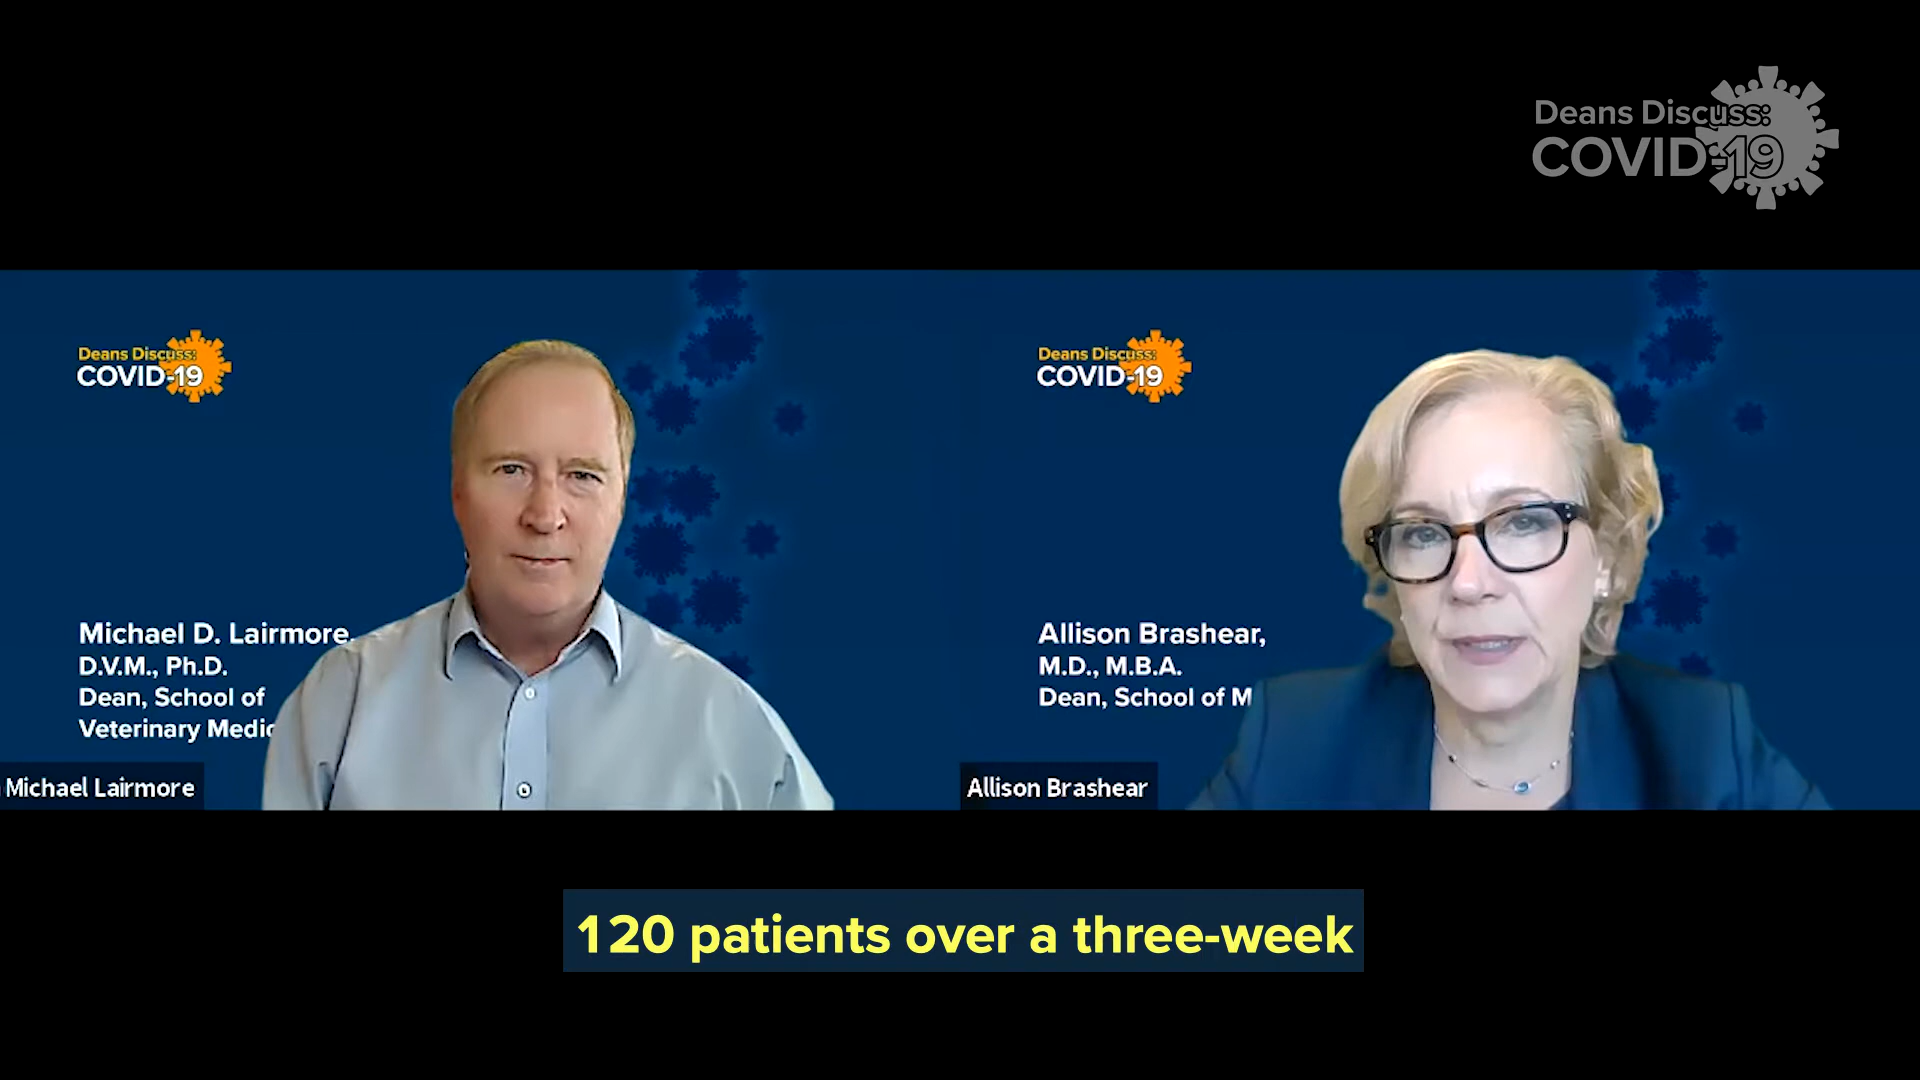 Deans Discuss:
COVID-19
Deans Discuss:
COVID-19
Michael D. Lairmore,
D.V.M., Ph.D.
Dean, School of
Veterinary Medic
Michael Lairmore
Deans Discuss:
COVID-19
Allison Brashear,
M.D., M.B.A.
Dean, School of M
Allison Brashear
120 patients over a three-week